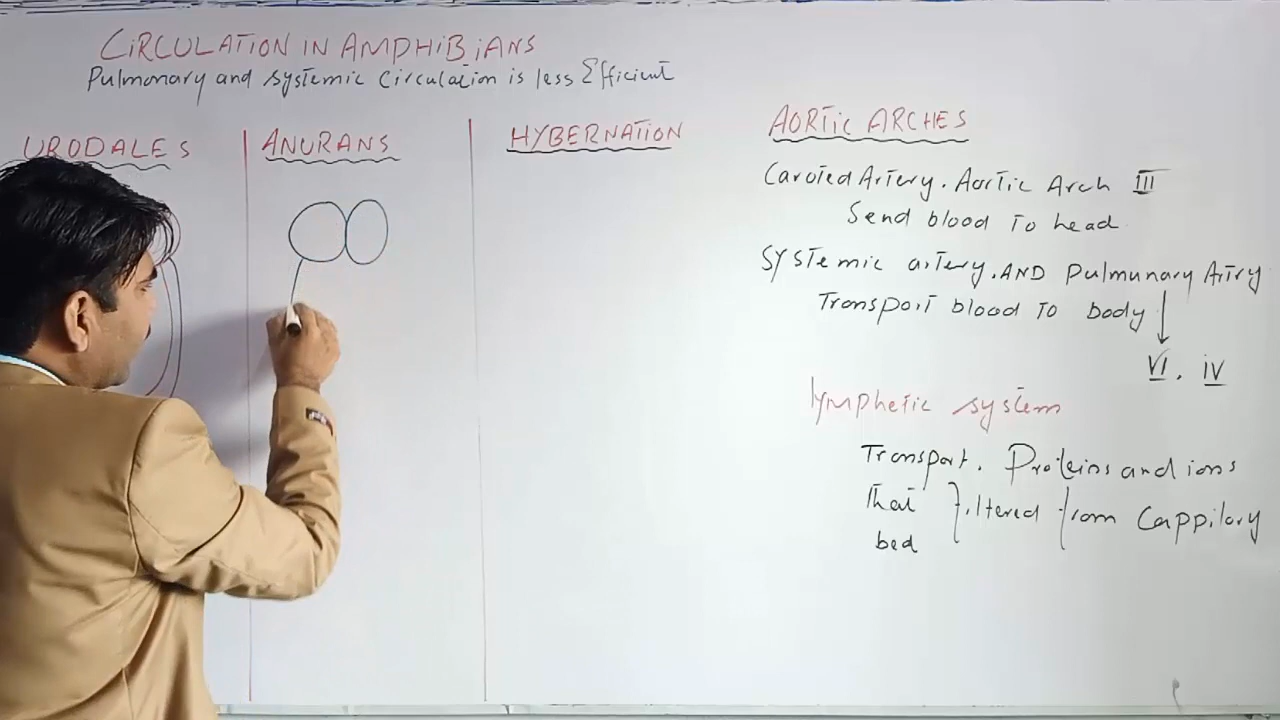 CIRCULATION IN AMPHIBIANS
Pulmonary and systemic circulation is less Efficient
URODALES
ANURANS
HYBERNATION
AORTIC ARCHES
Caroted Artery. Aortic Arch III
Send blood To head
Systemic artery. AND Pulmunary Artry
Transport blood To body
VI. IV
lymphetic system
Transport. Proteins and ions
that filtered from Cappilory
bed